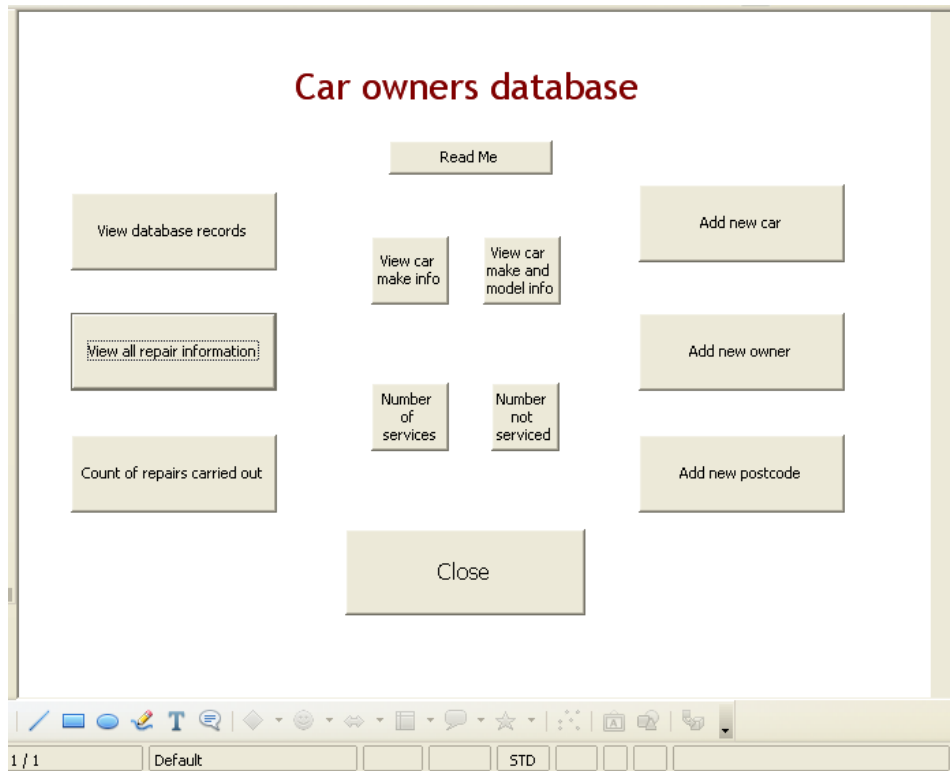 Car owners database
Read Me
View database records
View car
make info
View car
make and
model info
Add new car
View all repair information
Add new owner
Number
of
services
Number
not
serviced
Count of repairs carried out
Add new postcode
Close
T
A
1 / 1
Default
STD